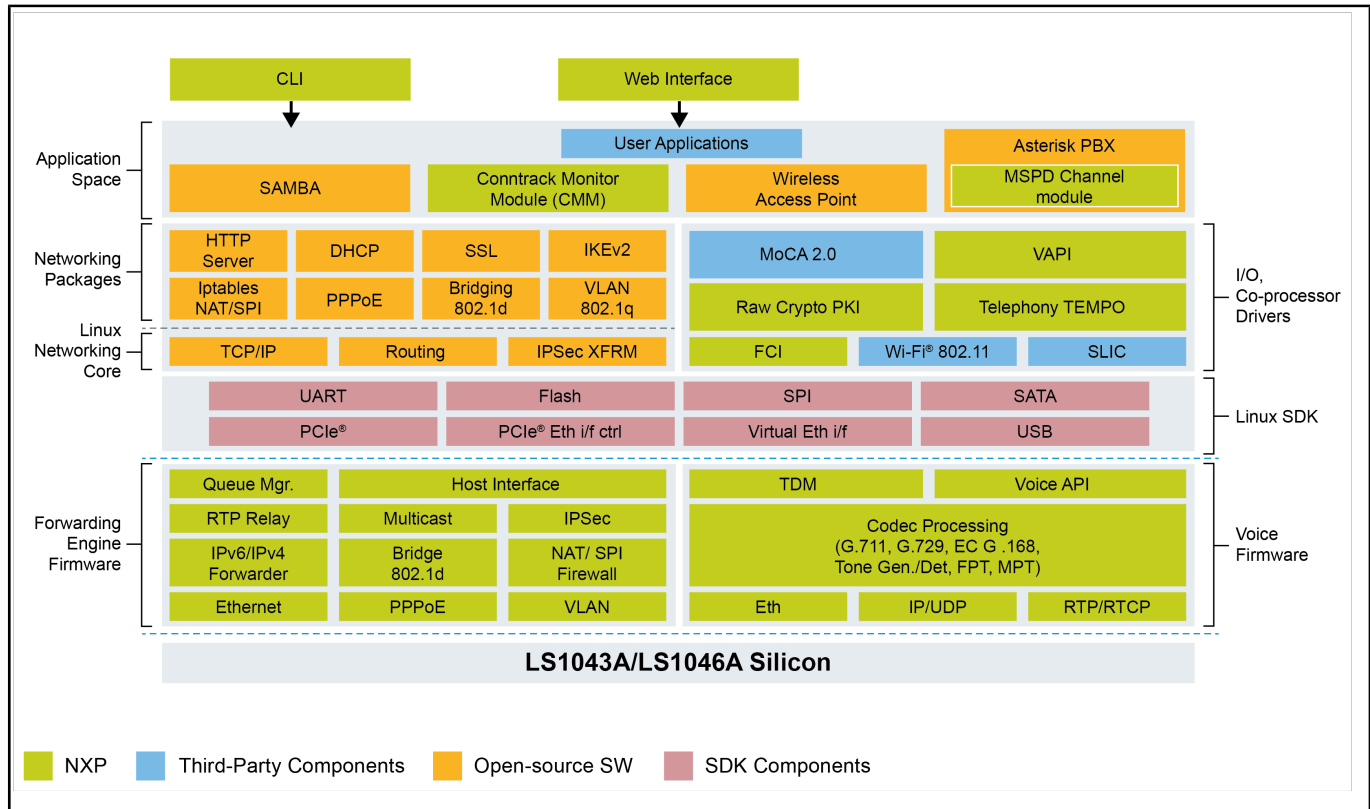 CLI
Web Interface
Application
Space
User Applications
Asterisk PBX
MSPD Channel
module
SAMBA
Conntrack Monitor
Module (CMM)
Wireless
Access Point
Networking
Packages
HTTP
Server
DHCP
SSL
IKEv2
Iptables
NAT/SPI
PPPoE
Bridging
802.1d
VLAN
802.1q
Linux
Networking
Core
TCP/IP
Routing
IPSec XFRM
MoCA 2.0
VAPI
Raw Crypto PKI
Telephony TEMPO
FCI
Wi-Fi® 802.11
SLIC
I/O,
Co-processor
Drivers
UART
Flash
SPI
SATA
PCIe®
PCIe® Eth i/f ctrl
Virtual Eth i/f
USB
Linux SDK
Forwarding
Engine
Firmware
Queue Mgr.
Host Interface
RTP Relay
Multicast
IPSec
IPv6/IPv4
Forwarder
Bridge
802.1d
NAT/ SPI
Firewall
Ethernet
PPPoE
VLAN
TDM
Voice API
Codec Processing
(G.711, G.729, EC G .168,
Tone Gen./Det, FPT, MPT)
Eth
IP/UDP
RTP/RTCP
Voice
Firmware
LS1043A/LS1046A Silicon
NXP
Third-Party Components
Open-source SW
SDK Components